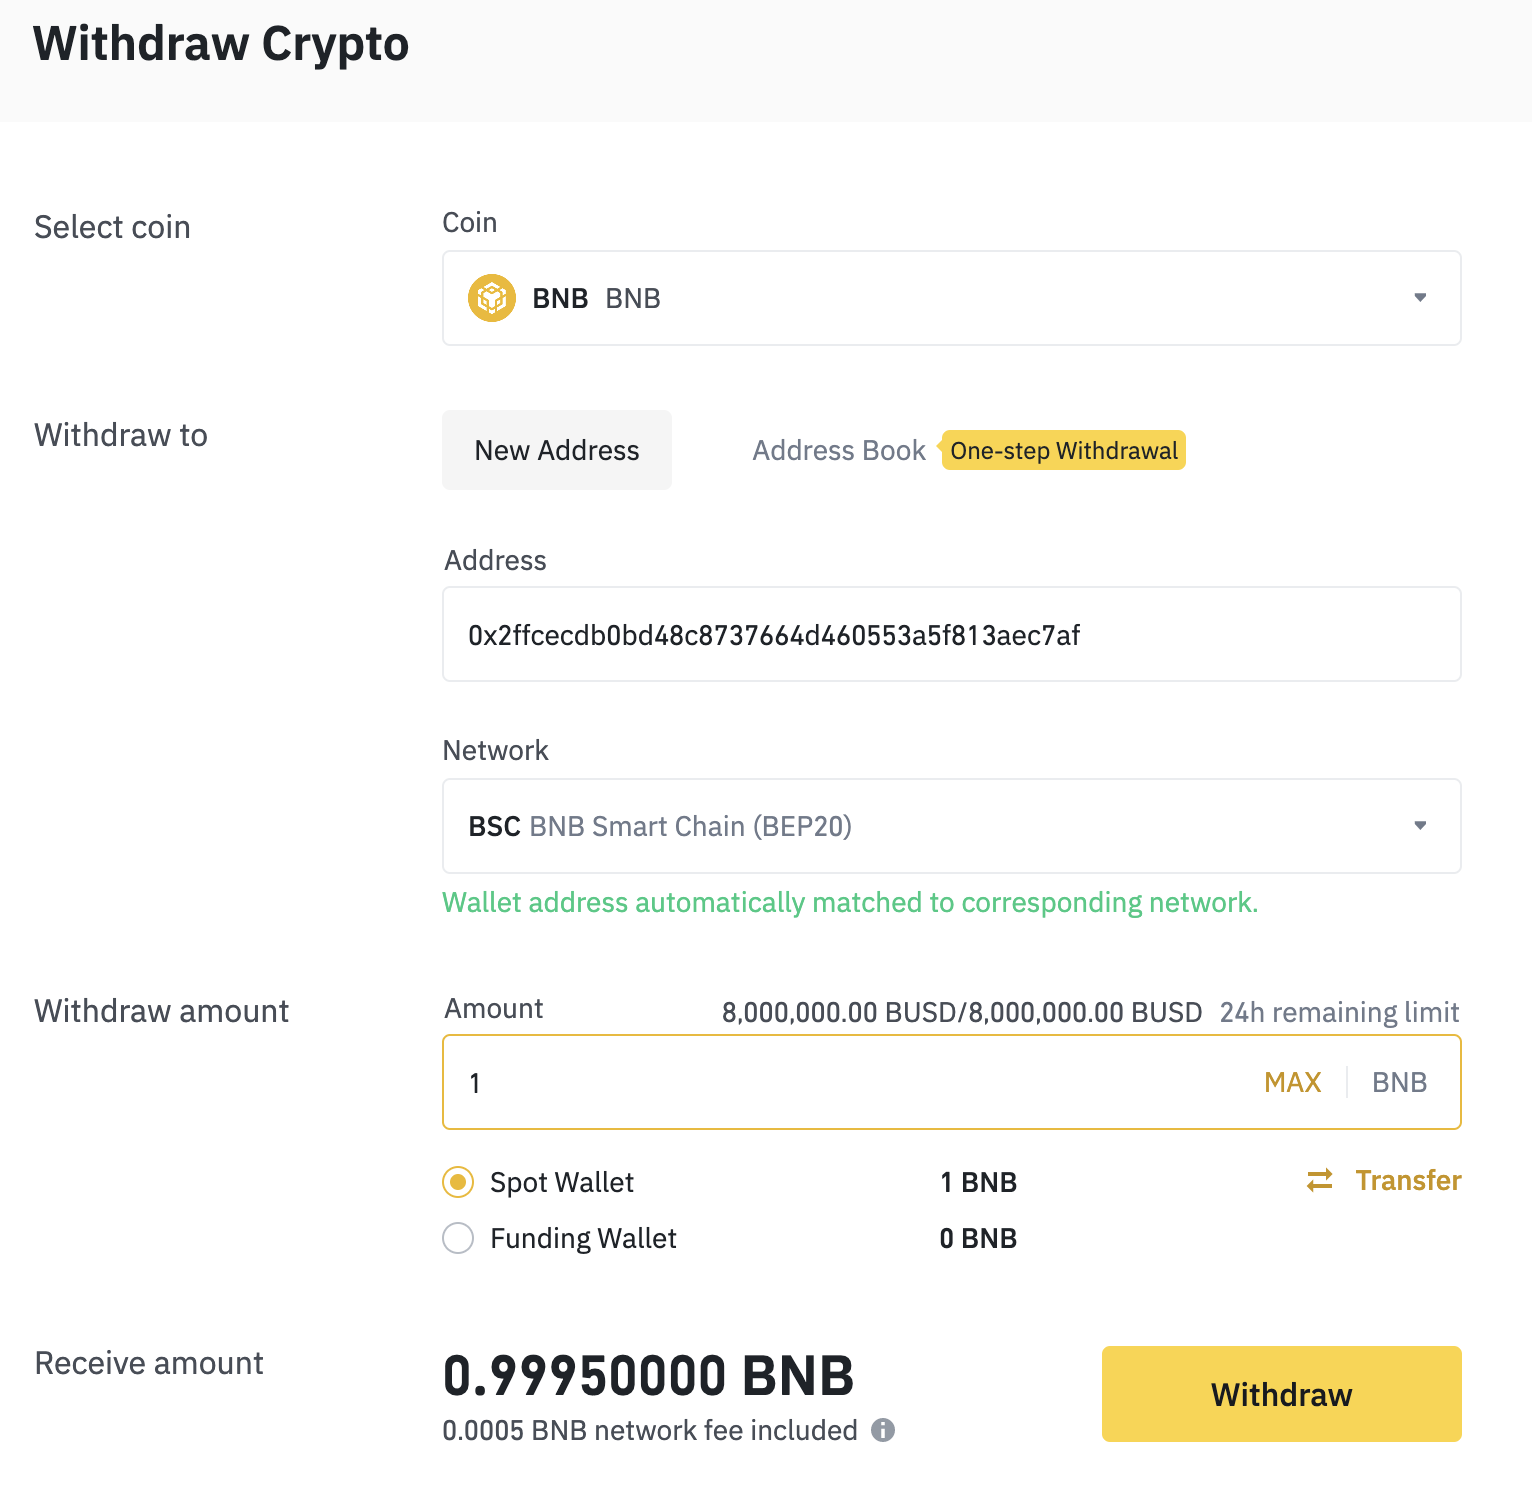 Withdraw Crypto
Select coin
Coin
BNB BNB
Withdraw to
New Address
Address Book
One-step Withdrawal
Address
0x2ffcecdb0bd48c8737664d460553a5f813aec7af
Network
BSC BNB Smart Chain (BEP20)
Wallet address automatically matched to corresponding network.
Withdraw amount
Amount
8,000,000.00 BUSD/8,000,000.00 BUSD 24h remaining limit
1
MAX
BNB
Spot Wallet
1 BNB
Transfer
Funding Wallet
0 BNB
Receive amount
0.99950000 BNB
0.0005 BNB network fee included
Withdraw